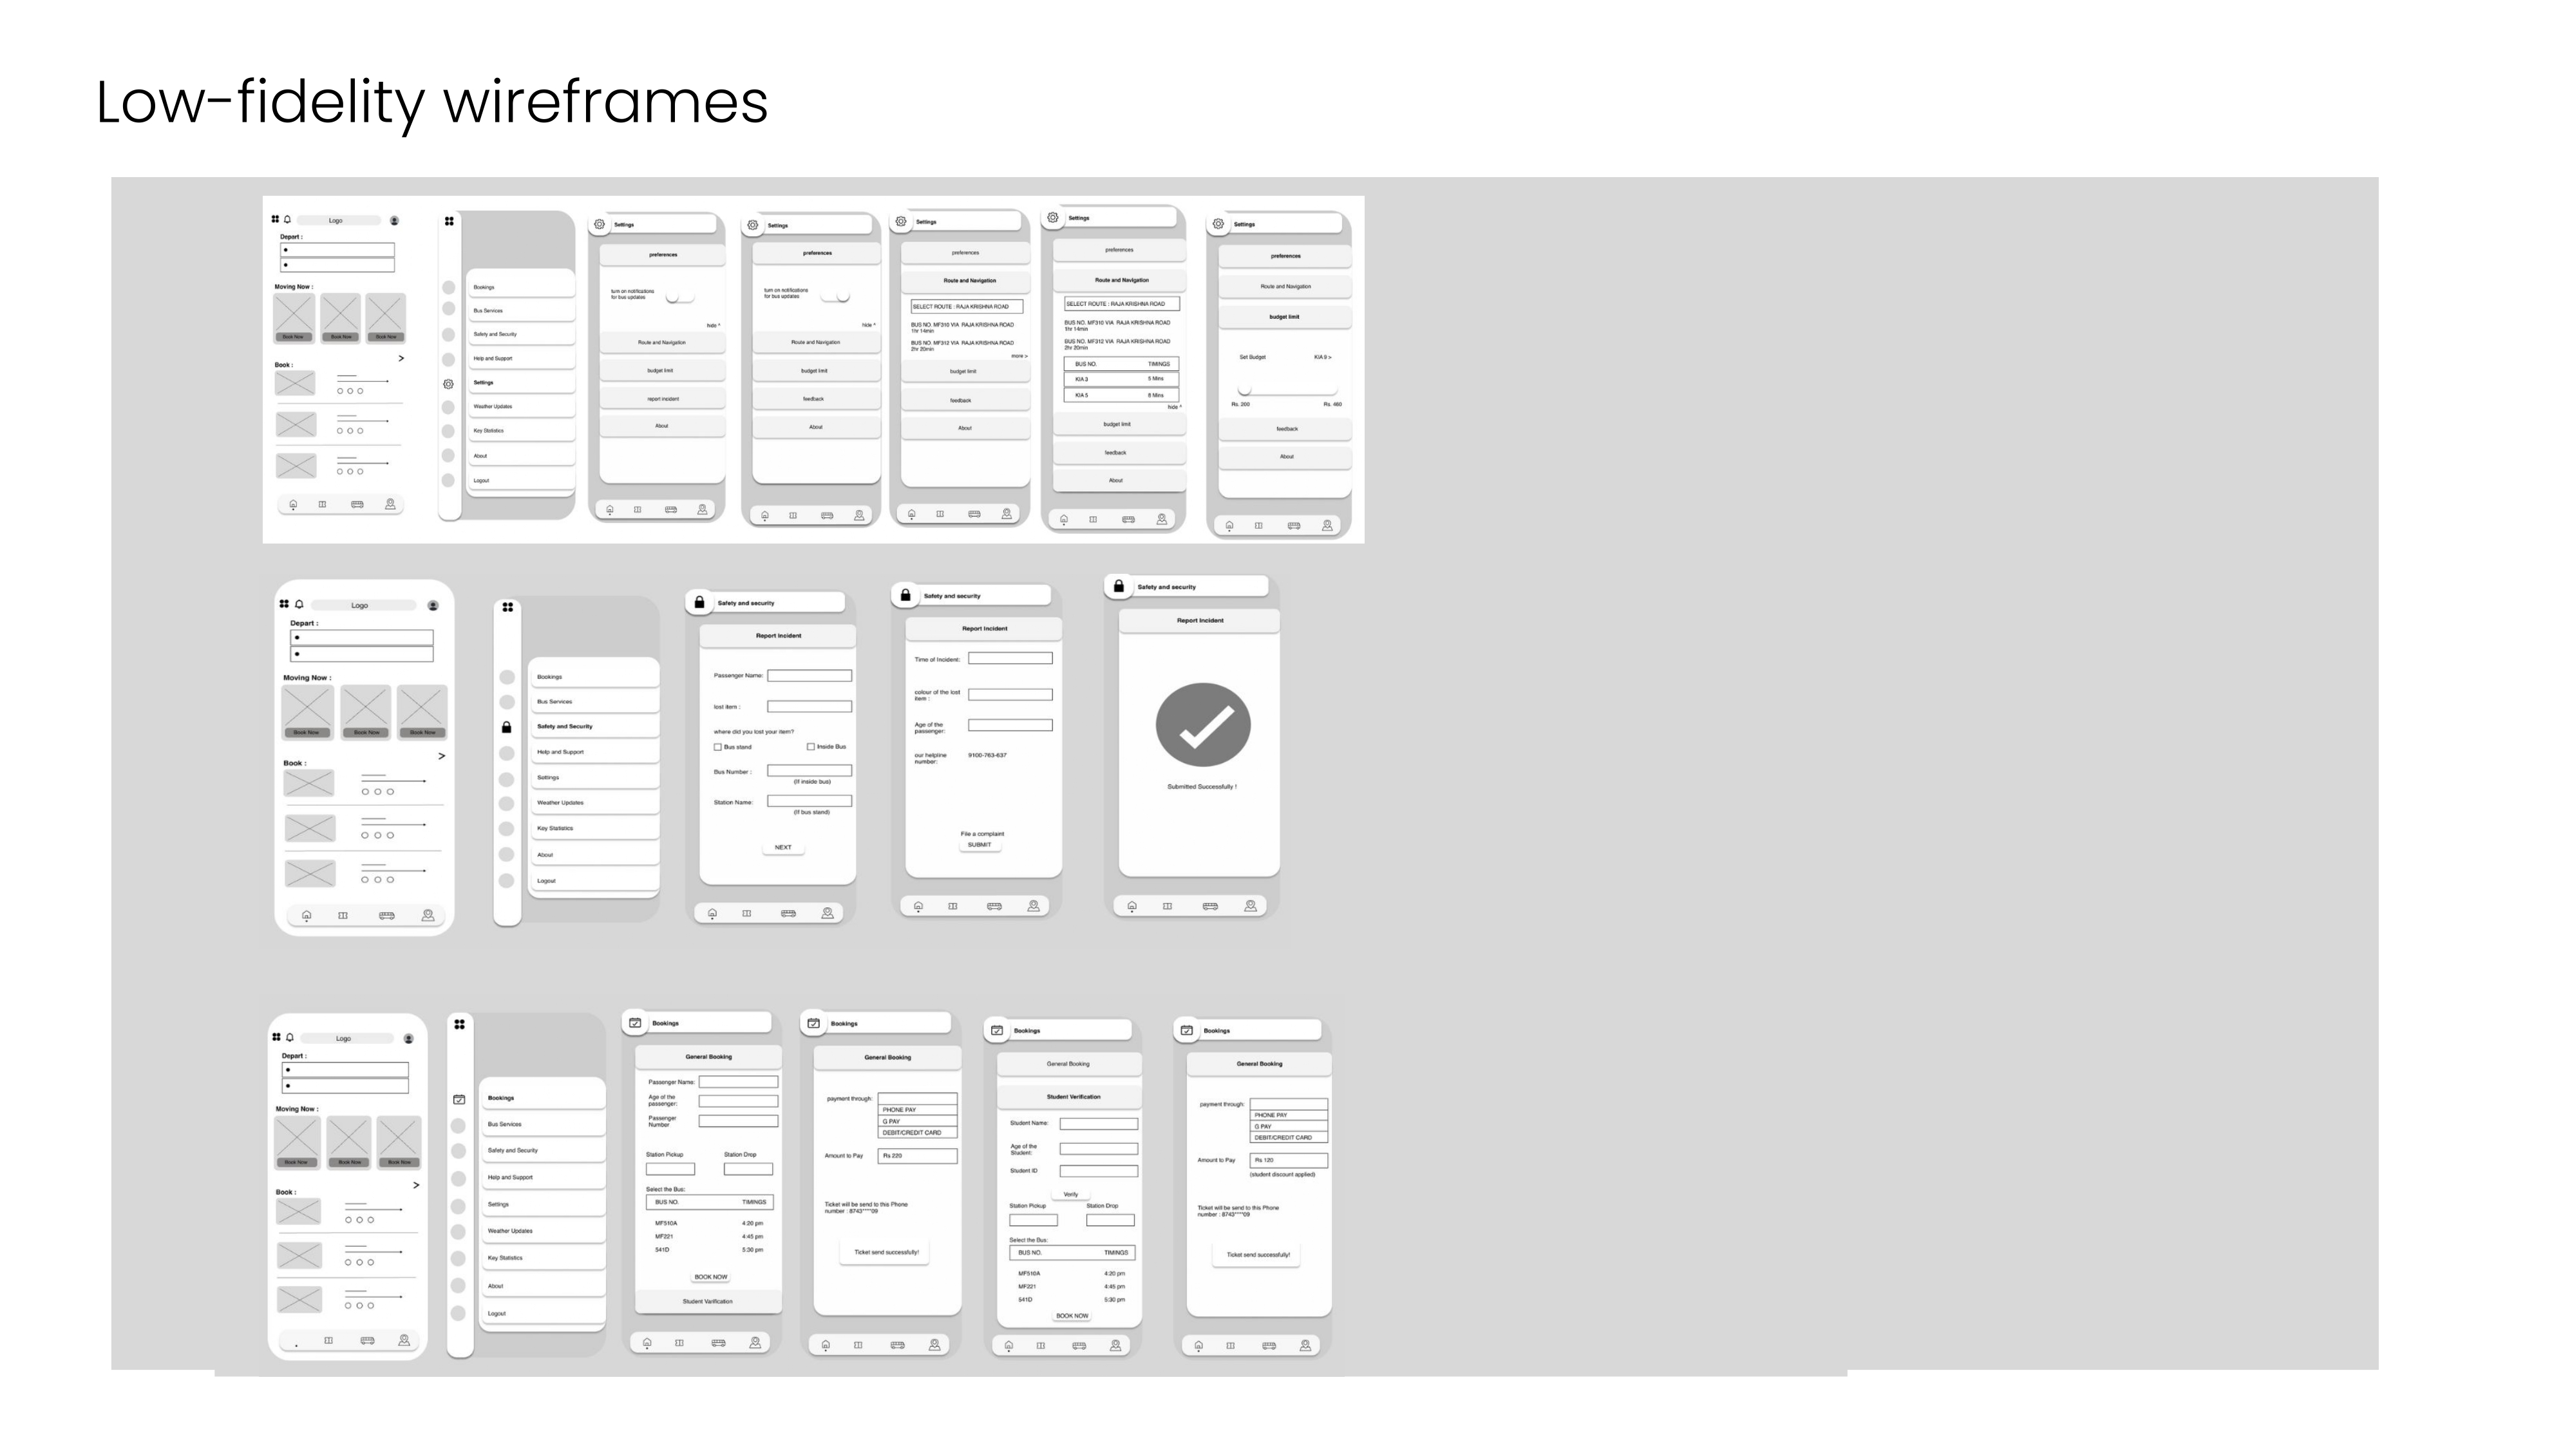 Low-fidelity wireframes
Logo
Depart :
Moving Now :
Book Now
Book Now
Book Now
>
Book :
Bookings
Bus Services
Safety and Security
Help and Support
Settings
Weather Updates
Key Statistics
About
Logout
Settings
preferences
turn on notifications
for bus updates
hide ^
Route and Navigation
budget limit
report incident
About
Settings
preferences
turn on notifications
for bus updates
hide ^
Route and Navigation
budget limit
feedback
About
Settings
preferences
Route and Navigation
SELECT ROUTE : RAJA KRISHNA ROAD
BUS NO. MF310 VIA RAJA KRISHNA ROAD
1hr 14min
BUS NO. MF312 VIA RAJA KRISHNA ROAD
2hr 20min
more >
budget limit
feedback
About
Settings
preferences
Route and Navigation
SELECT ROUTE : RAJA KRISHNA ROAD
BUS NO. MF310 VIA RAJA KRISHNA ROAD
1hr 14min
BUS NO. MF312 VIA RAJA KRISHNA ROAD
2hr 20min
BUS NO. TIMINGS
KIA 3 5 Mins
KIA 5 8 Mins
hide ^
budget limit
feedback
About
Settings
preferences
Route and Navigation
budget limit
Set Budget KIA 9 >
Rs. 200 Rs. 460
feedback
About
Logo
Depart :
Moving Now :
Book Now
Book Now
Book Now
>
Book :
Bookings
Bus Services
Safety and Security
Help and Support
Settings
Weather Updates
Key Statistics
About
Logout
Safety and security
Report Incident
Passenger Name:
lost item :
where did you lost your item?
Bus stand Inside Bus
Bus Number :
(If inside bus)
Station Name:
(If bus stand)
NEXT
Safety and security
Report Incident
Time of Incident:
colour of the lost
item :
Age of the
passenger:
our helpline
number: 9100-763-637
File a complaint
SUBMIT
Safety and security
Report Incident
Submitted Successfully !
Logo
Depart :
Moving Now :
Book Now
Book Now
Book Now
>
Book :
Bookings
Bus Services
Safety and Security
Help and Support
Settings
Weather Updates
Key Statistics
About
Logout
Bookings
General Booking
Passenger Name:
Age of the
passenger:
Passenger
Number
Station Pickup Station Drop
Select the Bus:
BUS NO. TIMINGS
MF510A 4:20 pm
MF221 4:45 pm
541D 5:30 pm
BOOK NOW
Student Varification
Bookings
General Booking
payment through:
PHONE PAY
G PAY
DEBIT/CREDIT CARD
Amount to Pay Rs 220
Ticket will be send to this Phone
number : 8743****09
Ticket send successfully!
Bookings
General Booking
Student Verification
Student Name:
Age of the
Student:
Student ID
Verify
Station Pickup Station Drop
Select the Bus:
BUS NO. TIMINGS
MF510A 4:20 pm
MF221 4:45 pm
541D 5:30 pm
BOOK NOW
Bookings
General Booking
payment through:
PHONE PAY
G PAY
DEBIT/CREDIT CARD
Amount to Pay Rs 120
(student discount applied)
Ticket will be send to this Phone
number : 8743****09
Ticket send successfully!